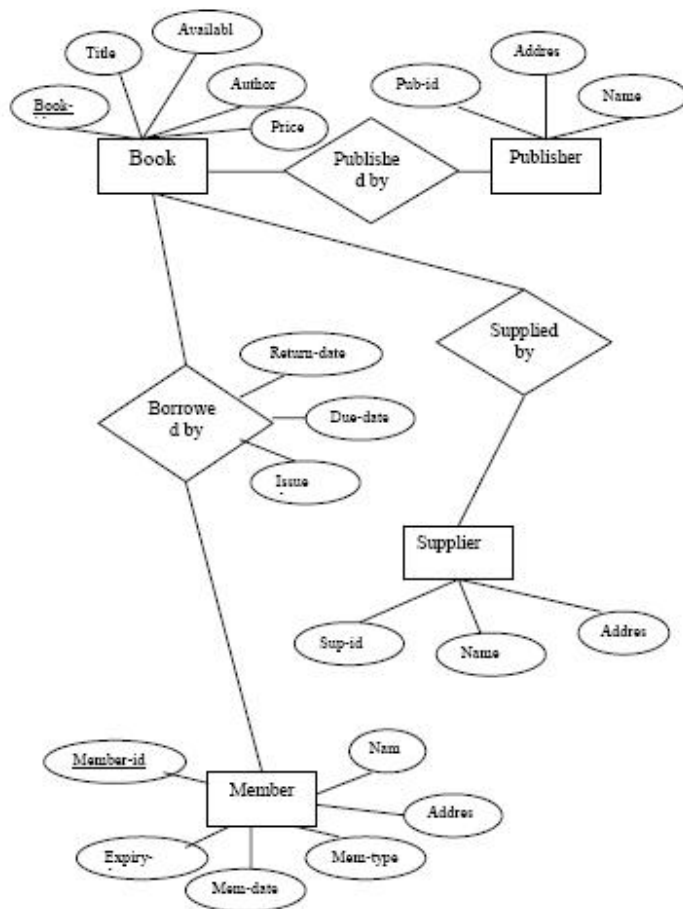 Availabl
Title
Addres
Author
Pub-id
Book-
Name
Price
Book
Publishe
d by
Publisher
Supplied
by
Return-date
Borrowe
d by
Due-date
Issue
Supplier
Sup-id
Name
Addres
Nam
Member-id
Member
Addres
Expiry-
Mem-type
Mem-date